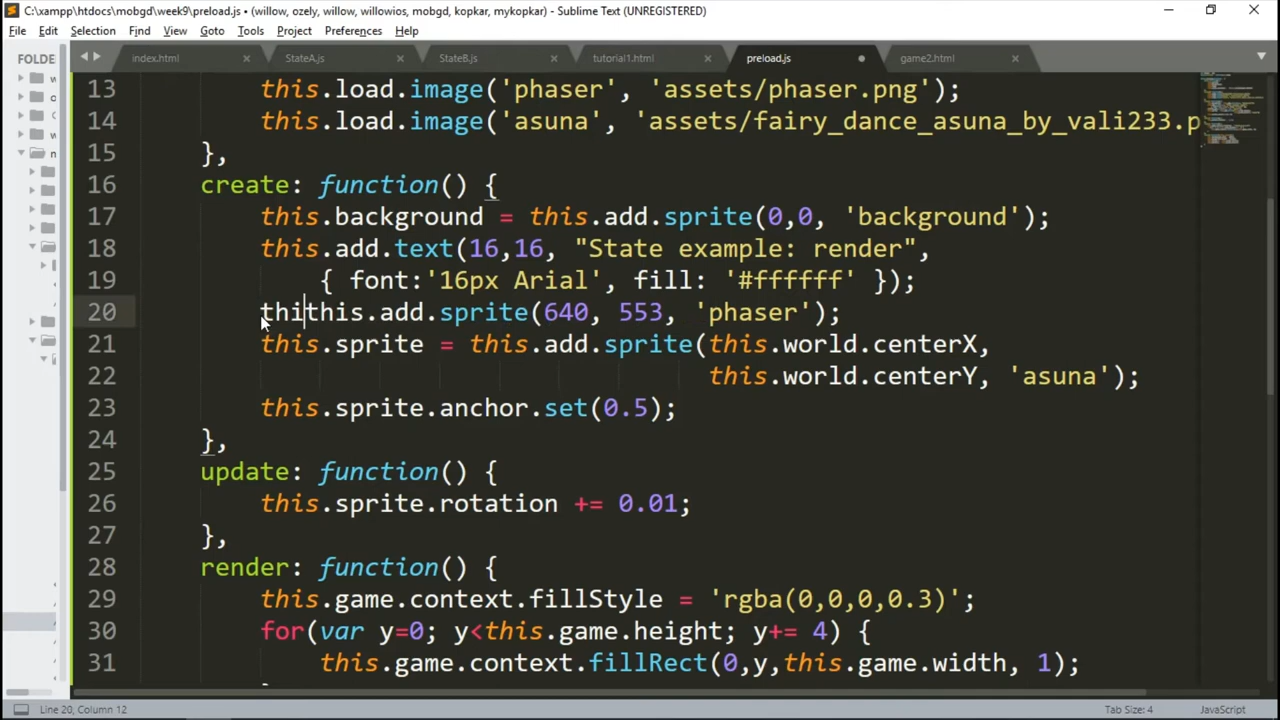 C:\xampp\htdocs\mobgd\week9\preload.js • (willow, ozely, willow, willowios, mobgd, kopkar, mykopkar) - Sublime Text (UNREGISTERED)
File Edit Selection Find View Goto Tools Project Preferences Help
FOLDE
index.html StateA.js StateB.js tutorial1.html preload.js game2.html
13 this.load.image('phaser', 'assets/phaser.png');
14 this.load.image('asuna', 'assets/fairy_dance_asuna_by_vali233.p
15 },
16 create: function() {
17 this.background = this.add.sprite(0,0, 'background');
18 this.add.text(16,16, "State example: render",
19 { font:'16px Arial', fill: '#ffffff' });
20 thithis.add.sprite(640, 553, 'phaser');
21 this.sprite = this.add.sprite(this.world.centerX,
22 this.world.centerY, 'asuna');
23 this.sprite.anchor.set(0.5);
24 },
25 update: function() {
26 this.sprite.rotation += 0.01;
27 },
28 render: function() {
29 this.game.context.fillStyle = 'rgba(0,0,0,0.3)';
30 for(var y=0; y<this.game.height; y+= 4) {
31 this.game.context.fillRect(0,y,this.game.width, 1);
Line 20, Column 12
Tab Size: 4
JavaScript